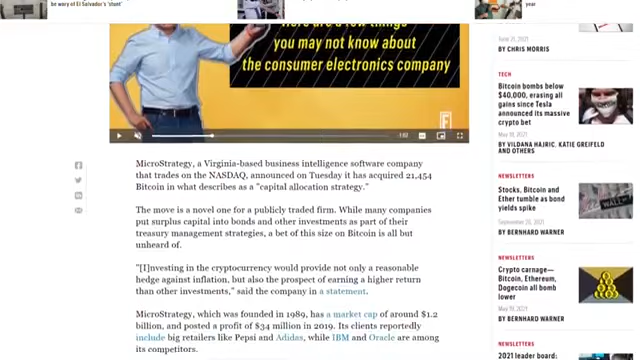 be wary of El Salvador's 'stunt'
year
Here are a few things
you may not know about
the consumer electronics company
June 21, 2021
BY CHRIS MORRIS
TECH
Bitcoin bombs below
$40,000, erasing all
gains since Tesla
announced its massive
crypto bet
May 18, 2021
BY VILDANA HAJRIC, KATIE GREIFELD
AND OTHERS
MicroStrategy, a Virginia-based business intelligence software company
that trades on the NASDAQ, announced on Tuesday it has acquired 21,454
Bitcoin in what describes as a "capital allocation strategy."
The move is a novel one for a publicly traded firm. While many companies
put surplus capital into bonds and other investments as part of their
treasury management strategies, a bet of this size on Bitcoin is all but
unheard of.
"[I]nvesting in the cryptocurrency would provide not only a reasonable
hedge against inflation, but also the prospect of earning a higher return
than other investments," said the company in a statement.
MicroStrategy, which was founded in 1989, has a market cap of around $1.2
billion, and posted a profit of $34 million in 2019. Its clients reportedly
include big retailers like Pepsi and Adidas, while IBM and Oracle are among
its competitors.
NEWSLETTERS
Stocks, Bitcoin and
Ether tumble as bond
yields spike
September 28, 2021
BY BERNHARD WARNER
NEWSLETTERS
Crypto carnage–
Bitcoin, Ethereum,
Dogecoin all bomb
lower
May 19, 2021
BY BERNHARD WARNER
NEWSLETTERS
2021 leader board: